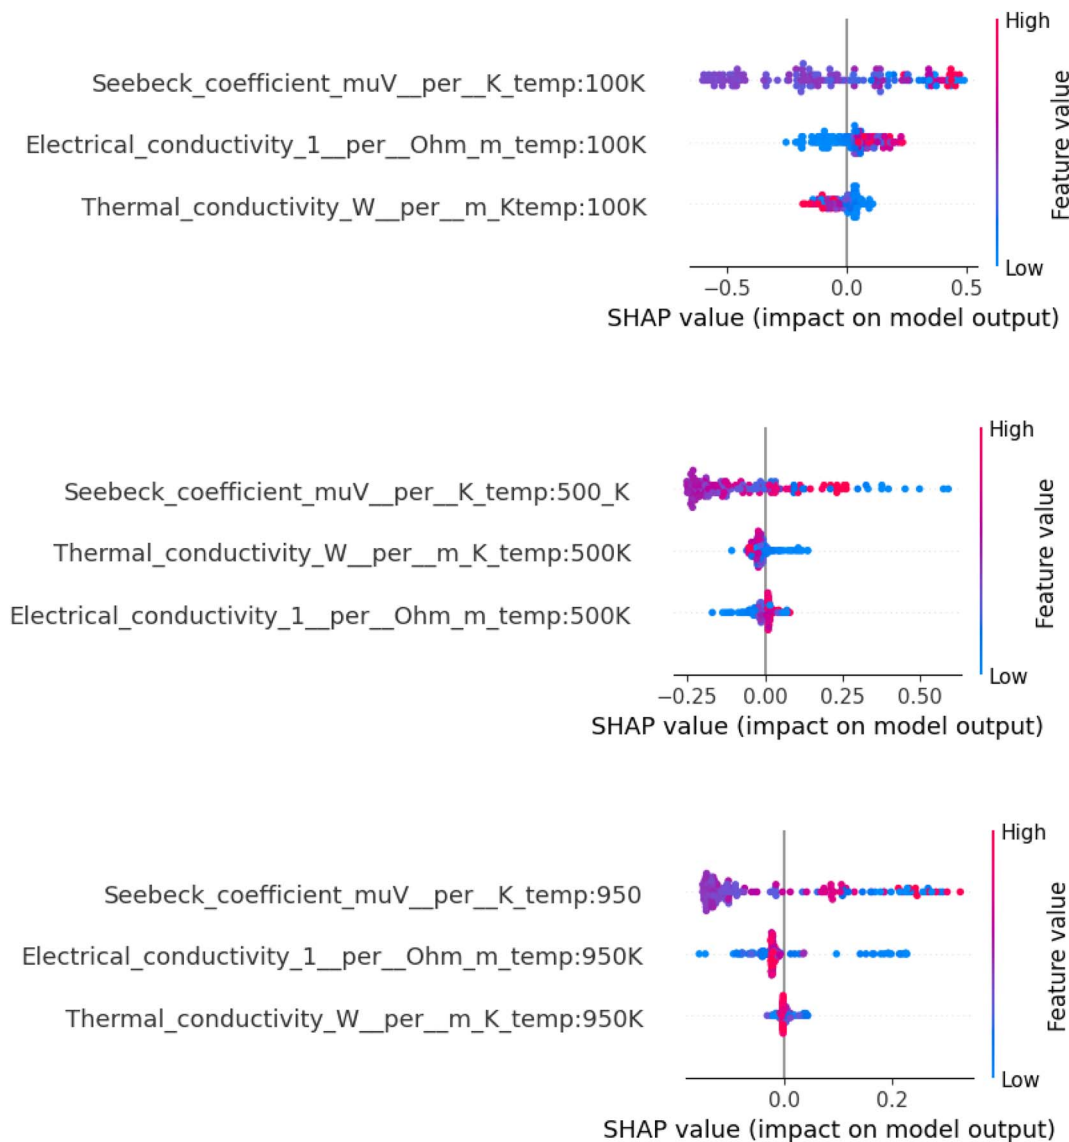 High
Seebeck_coefficient_muV__per__K_temp:100K
Electrical_conductivity_1__per__Ohm_m_temp:100K
Thermal_conductivity_W__per__m_Ktemp:100K
Feature value
Low
−0.5 0.0 0.5
SHAP value (impact on model output)
High
Seebeck_coefficient_muV__per__K_temp:500_K
Thermal_conductivity_W__per__m_K_temp:500K
Electrical_conductivity_1__per__Ohm_m_temp:500K
Feature value
Low
−0.25 0.00 0.25 0.50
SHAP value (impact on model output)
High
Seebeck_coefficient_muV__per__K_temp:950
Electrical_conductivity_1__per__Ohm_m_temp:950K
Thermal_conductivity_W__per__m_K_temp:950K
Feature value
Low
0.0 0.2
SHAP value (impact on model output)